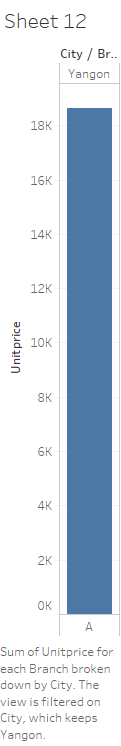 Sheet 12
City / Br..
Yangon
18K
16K
14K
12K
10K
8K
6K
4K
2K
0K
Unitprice
A
Sum of Unitprice for
each Branch broken
down by City. The
view is filtered on
City, which keeps
Yangon.